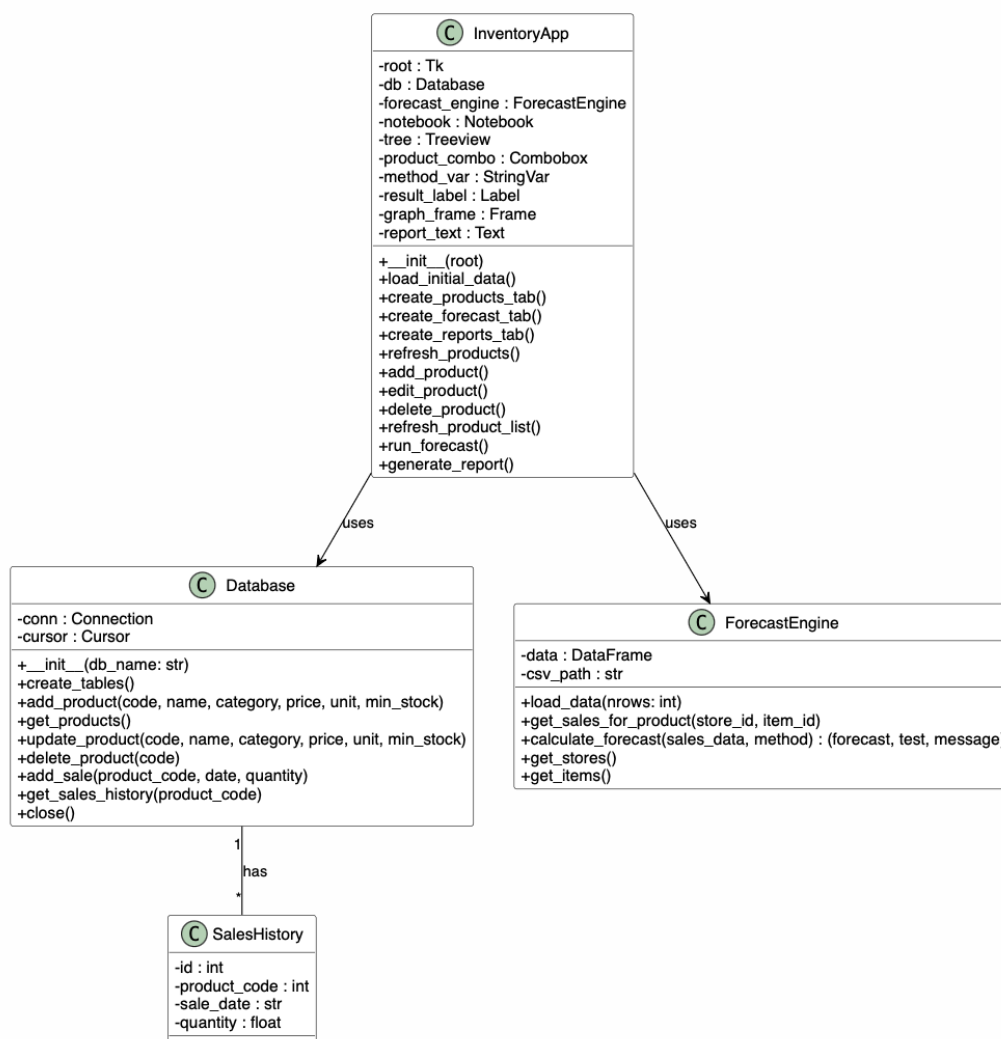 C InventoryApp
-root : Tk
-db : Database
-forecast_engine : ForecastEngine
-notebook : Notebook
-tree : Treeview
-product_combo : Combobox
-method_var : StringVar
-result_label : Label
-graph_frame : Frame
-report_text : Text
+__init__(root)
+load_initial_data()
+create_products_tab()
+create_forecast_tab()
+create_reports_tab()
+refresh_products()
+add_product()
+edit_product()
+delete_product()
+refresh_product_list()
+run_forecast()
+generate_report()
uses
uses
C Database
-conn : Connection
-cursor : Cursor
+__init__(db_name: str)
+create_tables()
+add_product(code, name, category, price, unit, min_stock)
+get_products()
+update_product(code, name, category, price, unit, min_stock)
+delete_product(code)
+add_sale(product_code, date, quantity)
+get_sales_history(product_code)
+close()
C ForecastEngine
-data : DataFrame
-csv_path : str
+load_data(nrows: int)
+get_sales_for_product(store_id, item_id)
+calculate_forecast(sales_data, method) : (forecast, test, message)
+get_stores()
+get_items()
1
has
*
C SalesHistory
-id : int
-product_code : int
-sale_date : str
-quantity : float